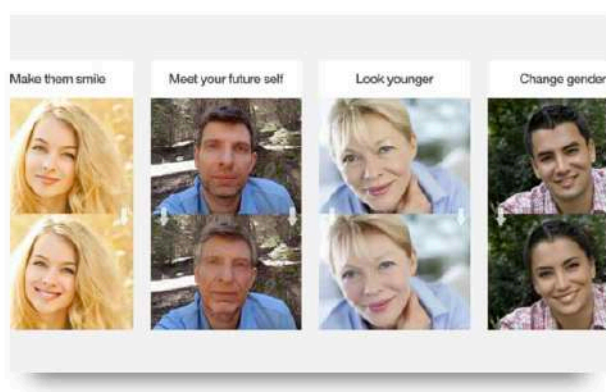 Make them smile
Meet your future self
Look younger
Change gender